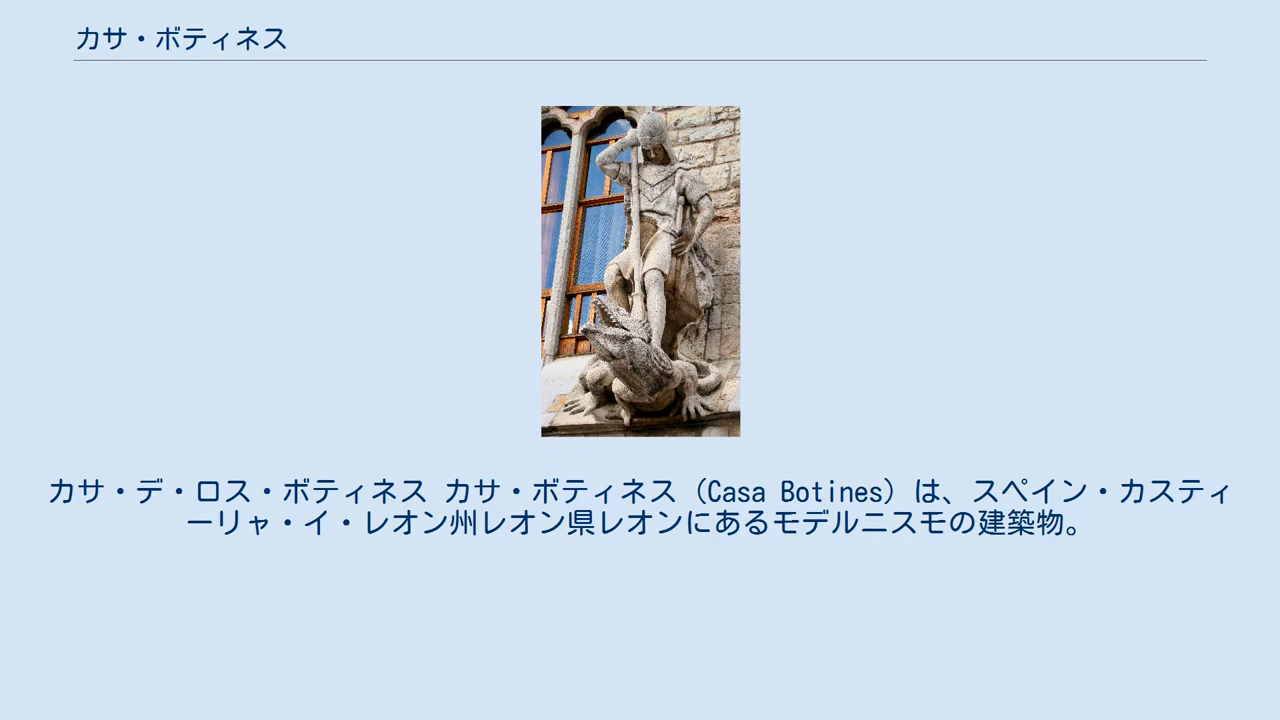 カサ・ボティネス
カサ・デ・ロス・ボティネス カサ・ボティネス（Casa Botines）は、スペイン・カスティ
ーリャ・イ・レオン州レオン県レオンにあるモデルニスモの建築物。